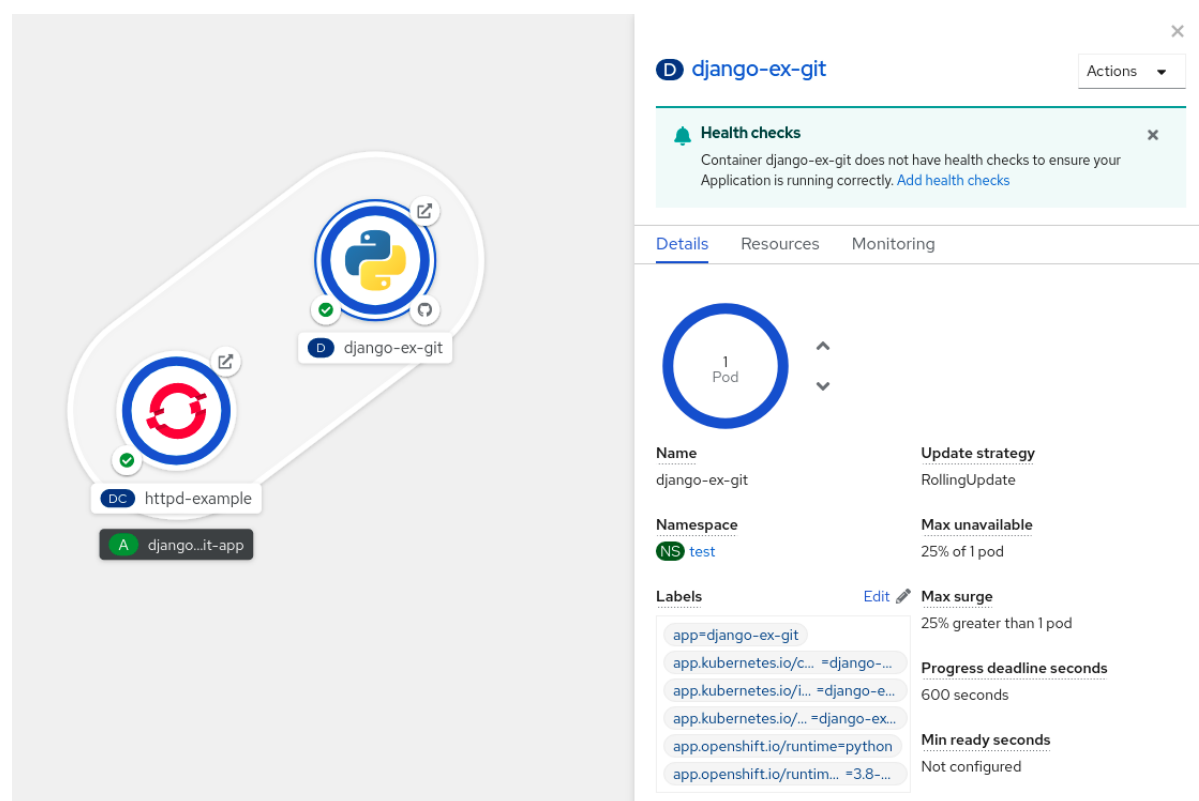 D django-ex-git
DC httpd-example
A django...it-app
D django-ex-git
Actions
Health checks
Container django-ex-git does not have health checks to ensure your
Application is running correctly. Add health checks
Details Resources Monitoring
1
Pod
Name
django-ex-git
Namespace
NS test
Labels Edit
app=django-ex-git
app.kubernetes.io/c... =django-...
app.kubernetes.io/i... =django-e...
app.kubernetes.io/... =django-ex...
app.openshift.io/runtime=python
app.openshift.io/runtim... =3.8-...
Update strategy
RollingUpdate
Max unavailable
25% of 1 pod
Max surge
25% greater than 1 pod
Progress deadline seconds
600 seconds
Min ready seconds
Not configured